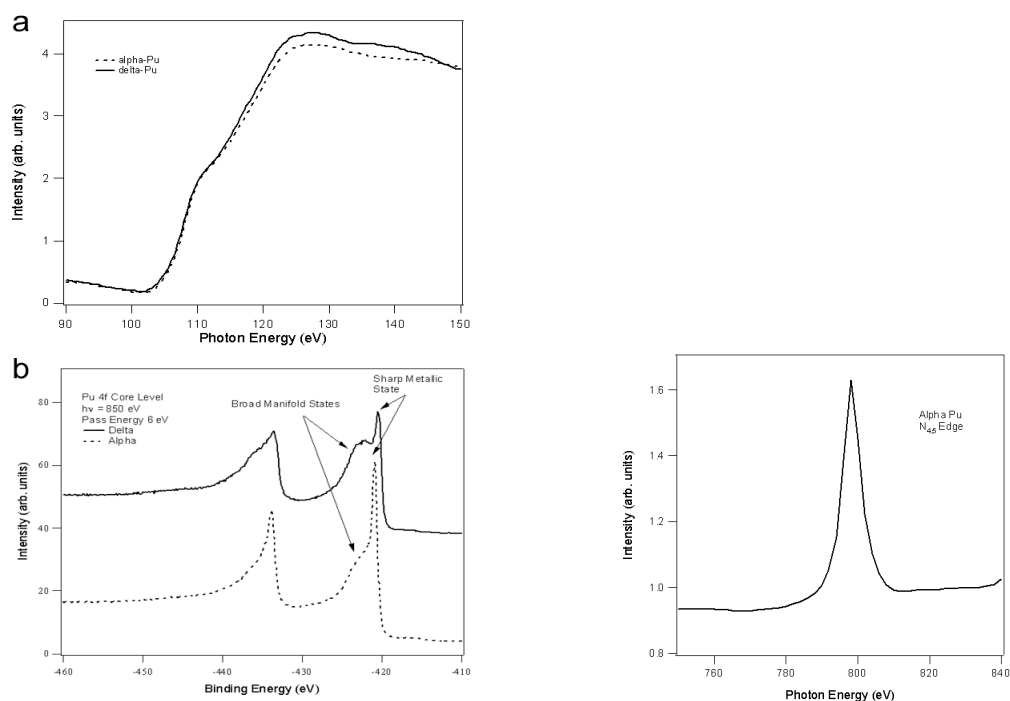 a
Intensity (arb. units)
4
3
2
1
0
alpha-Pu
delta-Pu
90
100
110
120
130
140
150
Photon Energy (eV)
b
Intensity (arb. units)
80
60
40
20
0
Pu 4f Core Level
hν = 850 eV
Pass Energy 6 eV
Delta
Alpha
Broad Manifold States
Sharp Metallic
State
-460
-450
-440
-430
-420
-410
Binding Energy (eV)
Intensity (arb. units)
1.6
1.4
1.2
1.0
0.8
Alpha Pu
N4,5 Edge
760
780
800
820
840
Photon Energy (eV)